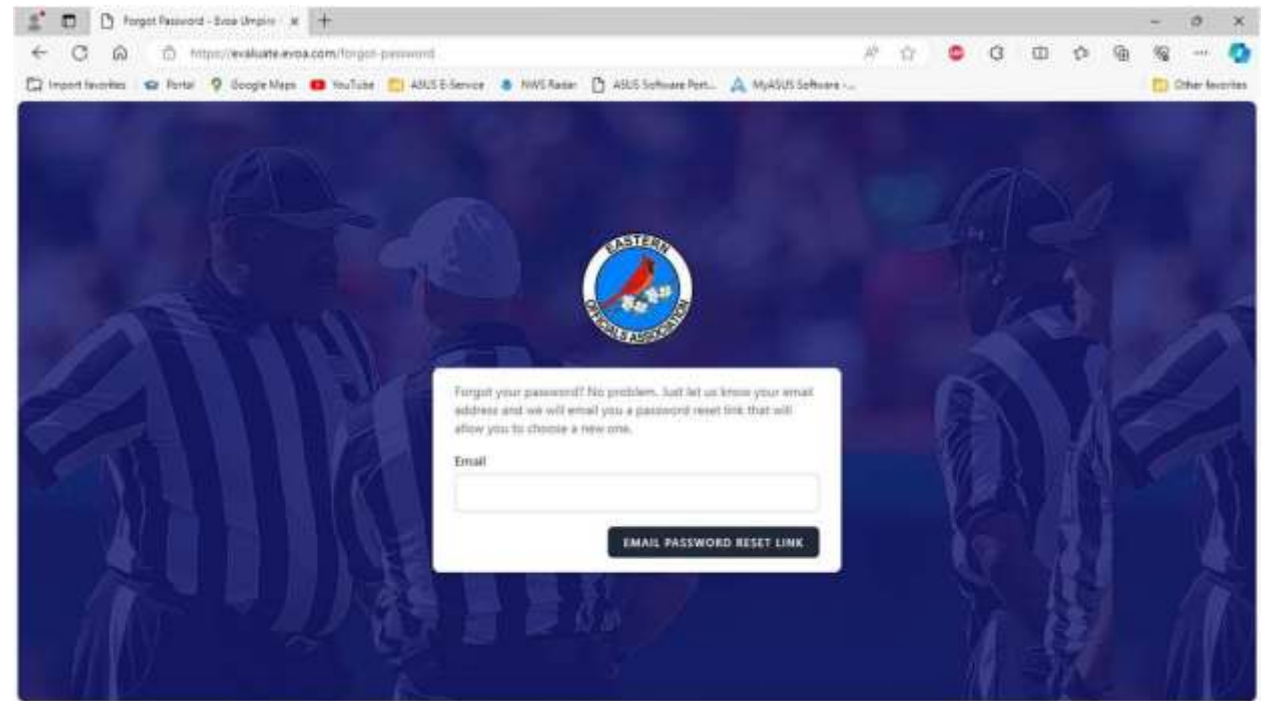 Forgot Password - Evoa Umpire
https://evaluate.evoa.com/forgot-password
Import favorites Portal Google Maps YouTube ASUS E-Service NWS Radar ASUS Software Port... MyASUS Software -... Other favorites
EASTERN
OFFICIALS ASSOCIATION
Forgot your password? No problem. Just let us know your email
address and we will email you a password reset link that will
allow you to choose a new one.
Email
EMAIL PASSWORD RESET LINK